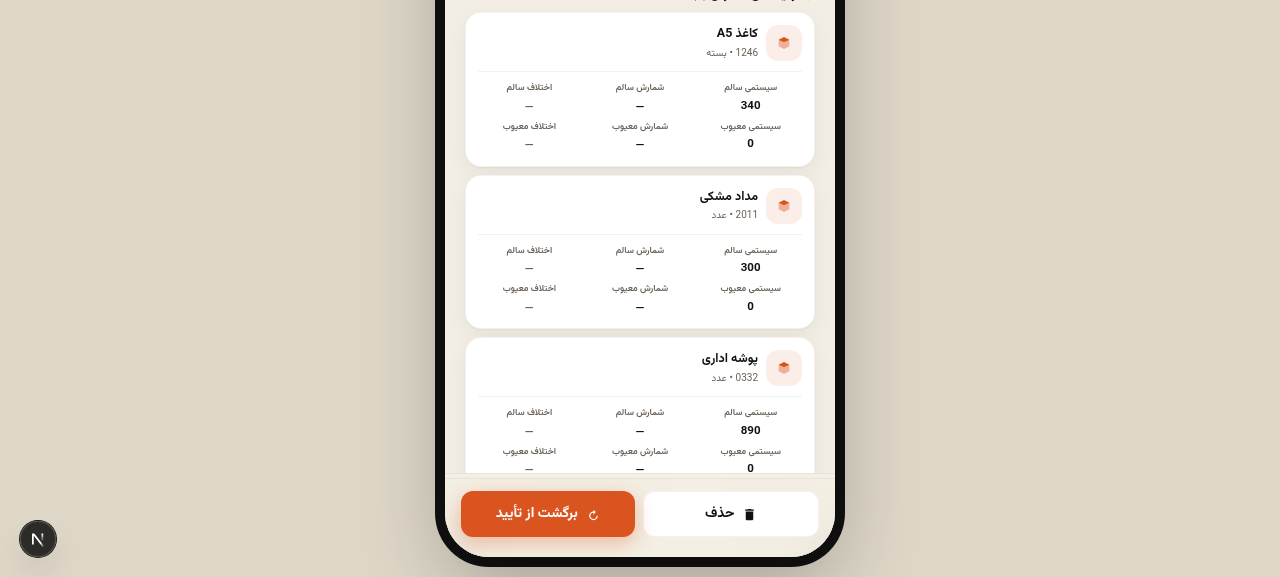 کاغذ A5
1246 • بسته
سیستمی سالم شمارش سالم اختلاف سالم
340 — —
سیستمی معیوب شمارش معیوب اختلاف معیوب
0 — —
مداد مشکی
2011 • عدد
سیستمی سالم شمارش سالم اختلاف سالم
300 — —
سیستمی معیوب شمارش معیوب اختلاف معیوب
0 — —
پوشه اداری
0332 • عدد
سیستمی سالم شمارش سالم اختلاف سالم
890 — —
سیستمی معیوب شمارش معیوب اختلاف معیوب
0 — —
حذف برگشت از تأیید
N